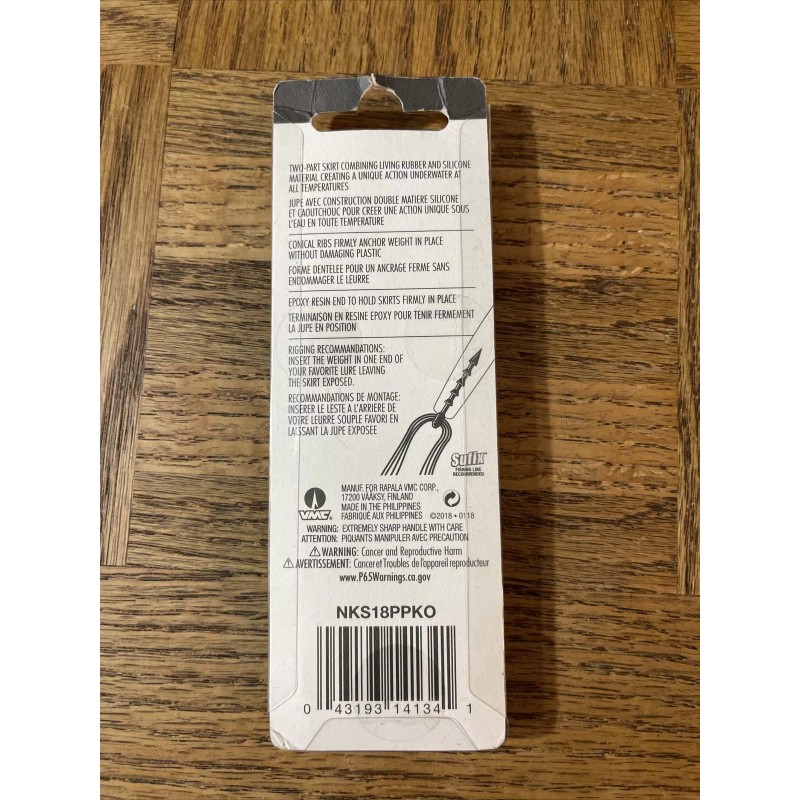 TWO-PART SKIRT COMBINING LIVING RUBBER AND SILICONE
MATERIAL CREATING A UNIQUE ACTION UNDERWATER AT
ALL TEMPERATURES
JUPE AVEC CONSTRUCTION DOUBLE MATIERE SILICONE
ET CAOUTCHOUC POUR CREER UNE ACTION UNIQUE SOUS
L'EAU EN TOUTE TEMPERATURE
CONICAL RIBS FIRMLY ANCHOR WEIGHT IN PLACE
WITHOUT DAMAGING PLASTIC
FORME DENTELEE POUR UN ANCRAGE FERME SANS
ENDOMMAGER LE LEURRE
EPOXY RESIN END TO HOLD SKIRTS FIRMLY IN PLACE
TERMINAISON EN RESINE EPOXY POUR TENIR FERMEMENT
LA JUPE EN POSITION
RIGGING RECOMMENDATIONS:
INSERT THE WEIGHT IN ONE END OF
YOUR FAVORITE LURE LEAVING
THE SKIRT EXPOSED.
RECOMMANDATIONS DE MONTAGE:
INSERER LE LESTE A L'ARRIERE DE
VOTRE LEURRE SOUPLE FAVORI EN
LAISSANT LA JUPE EXPOSEE
Sufix
FISHING LINE
RECOMMENDED
VMC
MANUF. FOR RAPALA VMC CORP.,
17200 VÄÄKSY, FINLAND
MADE IN THE PHILIPPINES
FABRIQUÉ AUX PHILIPPINES ©2018 • 0118
WARNING: EXTREMELY SHARP HANDLE WITH CARE
ATTENTION: PIQUANTS MANIPULER AVEC PRECAUTION
⚠WARNING: Cancer and Reproductive Harm
⚠AVERTISSEMENT: Cancer et Troubles de l'appareil reproducteur
www.P65Warnings.ca.gov
NKS18PPKO
0 43193 14134 1